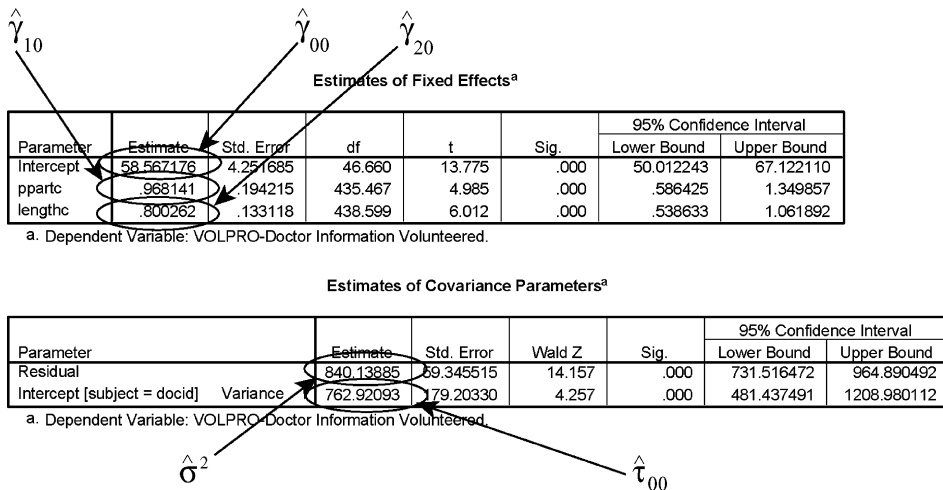 γ̂10 γ̂00 γ̂20
Estimates of Fixed Effectsa
95% Confidence Interval
Parameter Estimate Std. Error df t Sig. Lower Bound Upper Bound
Intercept 58.567176 4.251685 46.660 13.775 .000 50.012243 67.122110
ppartc .968141 .194215 435.467 4.985 .000 .586425 1.349857
lengthc .800262 .133118 438.599 6.012 .000 .538633 1.061892
a. Dependent Variable: VOLPRO-Doctor Information Volunteered.
Estimates of Covariance Parametersa
95% Confidence Interval
Parameter Estimate Std. Error Wald Z Sig. Lower Bound Upper Bound
Residual 840.13885 59.345515 14.157 .000 731.516472 964.890492
Intercept [subject = docid] Variance 762.92093 179.20330 4.257 .000 481.437491 1208.980112
a. Dependent Variable: VOLPRO-Doctor Information Volunteered.
σ̂2 τ̂00